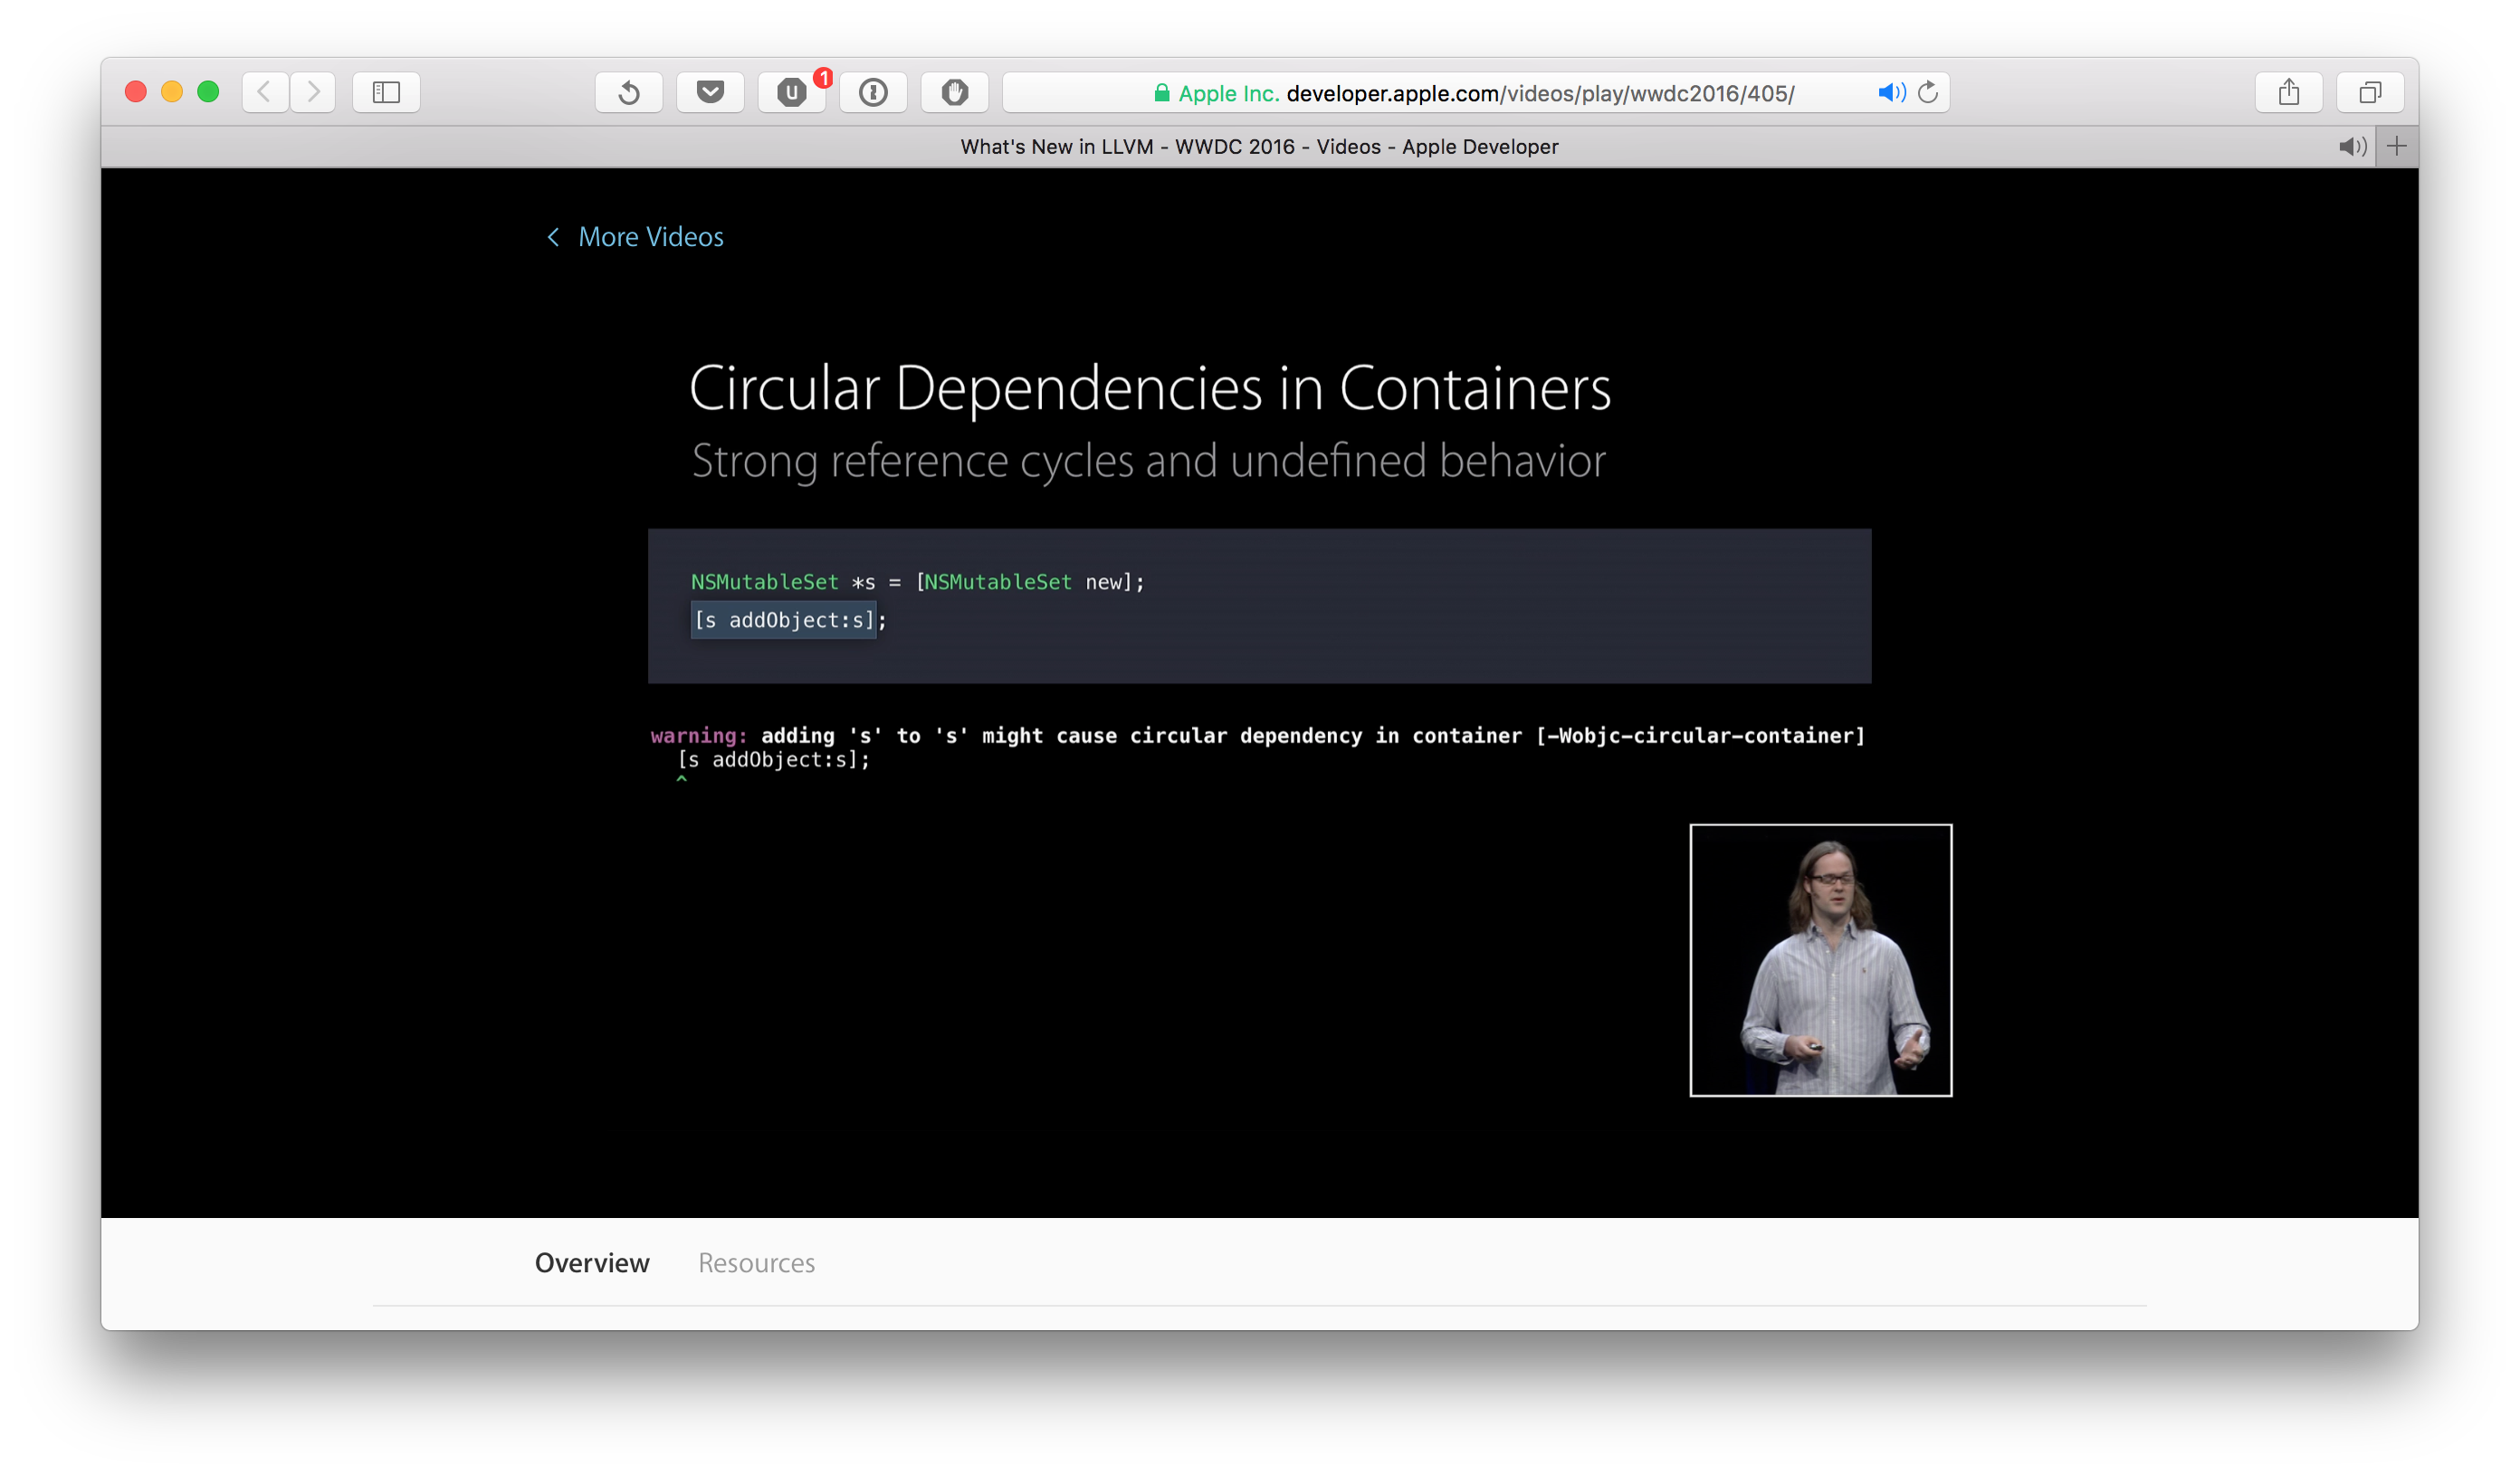 U
1
Apple Inc. developer.apple.com/videos/play/wwdc2016/405/
What's New in LLVM - WWDC 2016 - Videos - Apple Developer
More Videos
Circular Dependencies in Containers
Strong reference cycles and undefined behavior
NSMutableSet *s = [NSMutableSet new];
[s addObject:s];
warning: adding 's' to 's' might cause circular dependency in container [-Wobjc-circular-container]
[s addObject:s];
^
Overview Resources